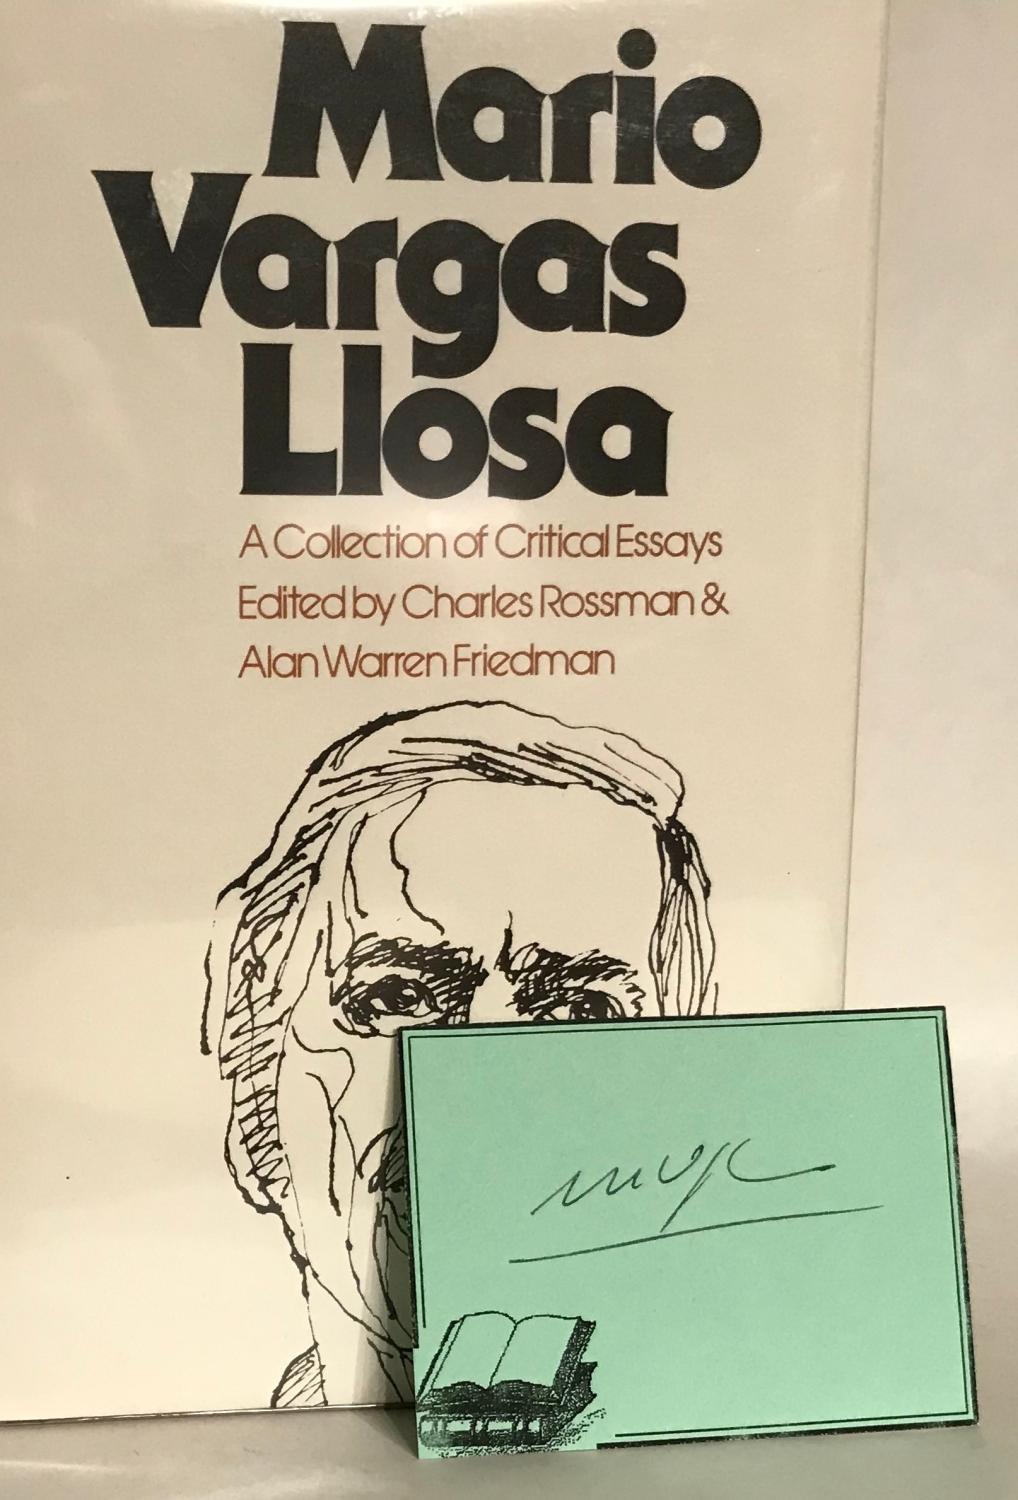 Mario
Vargas
Llosa
A Collection of Critical Essays
Edited by Charles Rossman &
Alan Warren Friedman